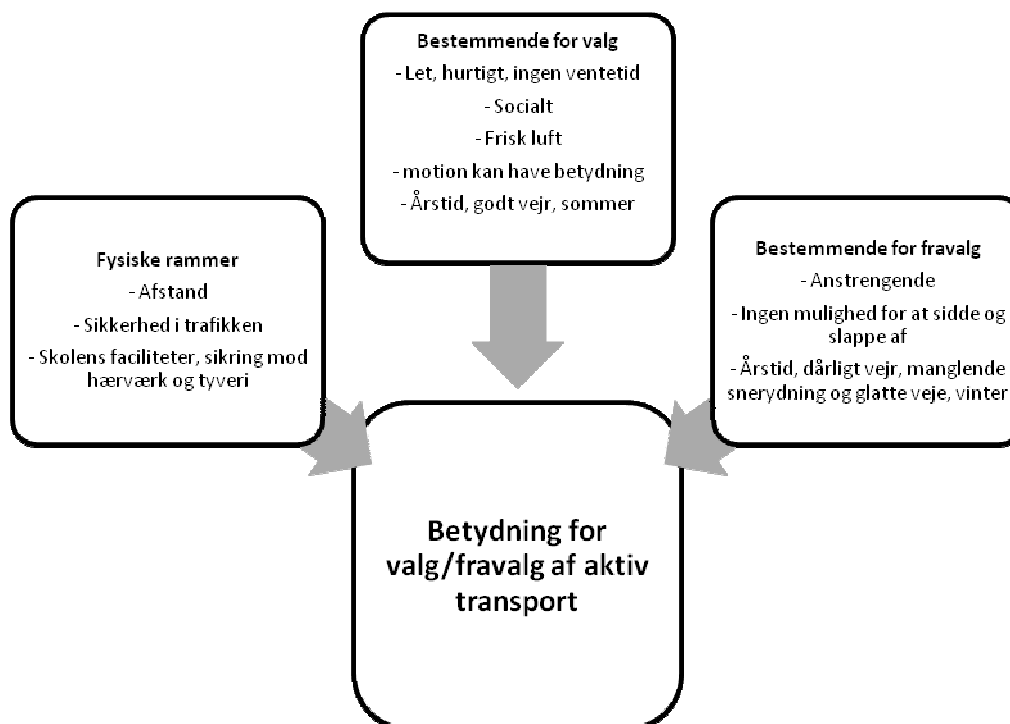 Bestemmende for valg
- Let, hurtigt, ingen ventetid
- Socialt
- Frisk luft
- motion kan have betydning
- Årstid, godt vejr, sommer
Fysiske rammer
- Afstand
- Sikkerhed i trafikken
- Skolens faciliteter, sikring mod
hærværk og tyveri
Bestemmende for fravalg
- Anstrengende
- Ingen mulighed for at sidde og
slappe af
- Årstid, dårligt vejr, manglende
snerydning og glatte veje, vinter
Betydning for
valg/fravalg af aktiv
transport